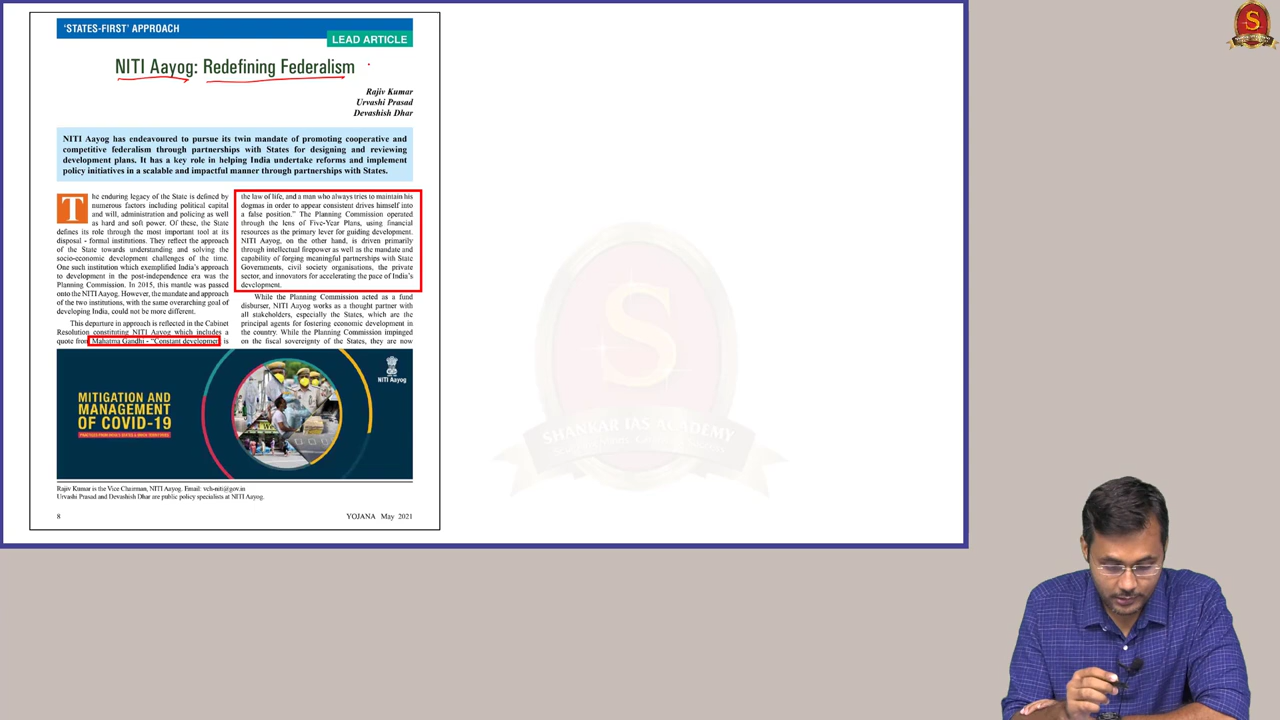 'STATES-FIRST' APPROACH
LEAD ARTICLE
NITI Aayog: Redefining Federalism
Rajiv Kumar
Urvashi Prasad
Devashish Dhar
NITI Aayog has endeavoured to pursue its twin mandate of promoting cooperative and
competitive federalism through partnerships with States for designing and reviewing
development plans. It has a key role in helping India undertake reforms and implement
policy initiatives in a scalable and impactful manner through partnerships with States.
The enduring legacy of the State is defined by
numerous factors including political capital
and will, administration and policing as well
as hard and soft power. Of these, the State
defines its role through the most important tool at its
disposal - formal institutions. They reflect the approach
of the State towards understanding and solving the
socio-economic development challenges of the time.
One such institution which exemplified India's approach
to development in the post-independence era was the
Planning Commission. In 2015, this mantle was passed
onto the NITI Aayog. However, the mandate and approach
of the two institutions, with the same overarching goal of
developing India, could not be more different.
This departure in approach is reflected in the Cabinet
Resolution constituting NITI Aayog which includes a
quote from Mahatma Gandhi - "Constant development is
the law of life, and a man who always tries to maintain his
dogmas in order to appear consistent drives himself into
a false position." The Planning Commission operated
through the lens of Five-Year Plans, using financial
resources as the primary lever for guiding development.
NITI Aayog, on the other hand, is driven primarily
through intellectual firepower as well as the mandate and
capability of forging meaningful partnerships with State
Governments, civil society organisations, the private
sector, and innovators for accelerating the pace of India's
development.
While the Planning Commission acted as a fund
disburser, NITI Aayog works as a thought partner with
all stakeholders, especially the States, which are the
principal agents for fostering economic development in
the country. While the Planning Commission impinged
on the fiscal sovereignty of the States, they are now
NITI Aayog
MITIGATION AND
MANAGEMENT
OF COVID-19
Rajiv Kumar is the Vice Chairman, NITI Aayog. Email: vch-niti@gov.in
Urvashi Prasad and Devashish Dhar are public policy specialists at NITI Aayog.
8
YOJANA May 2021
SHANKAR IAS ACADEMY
S